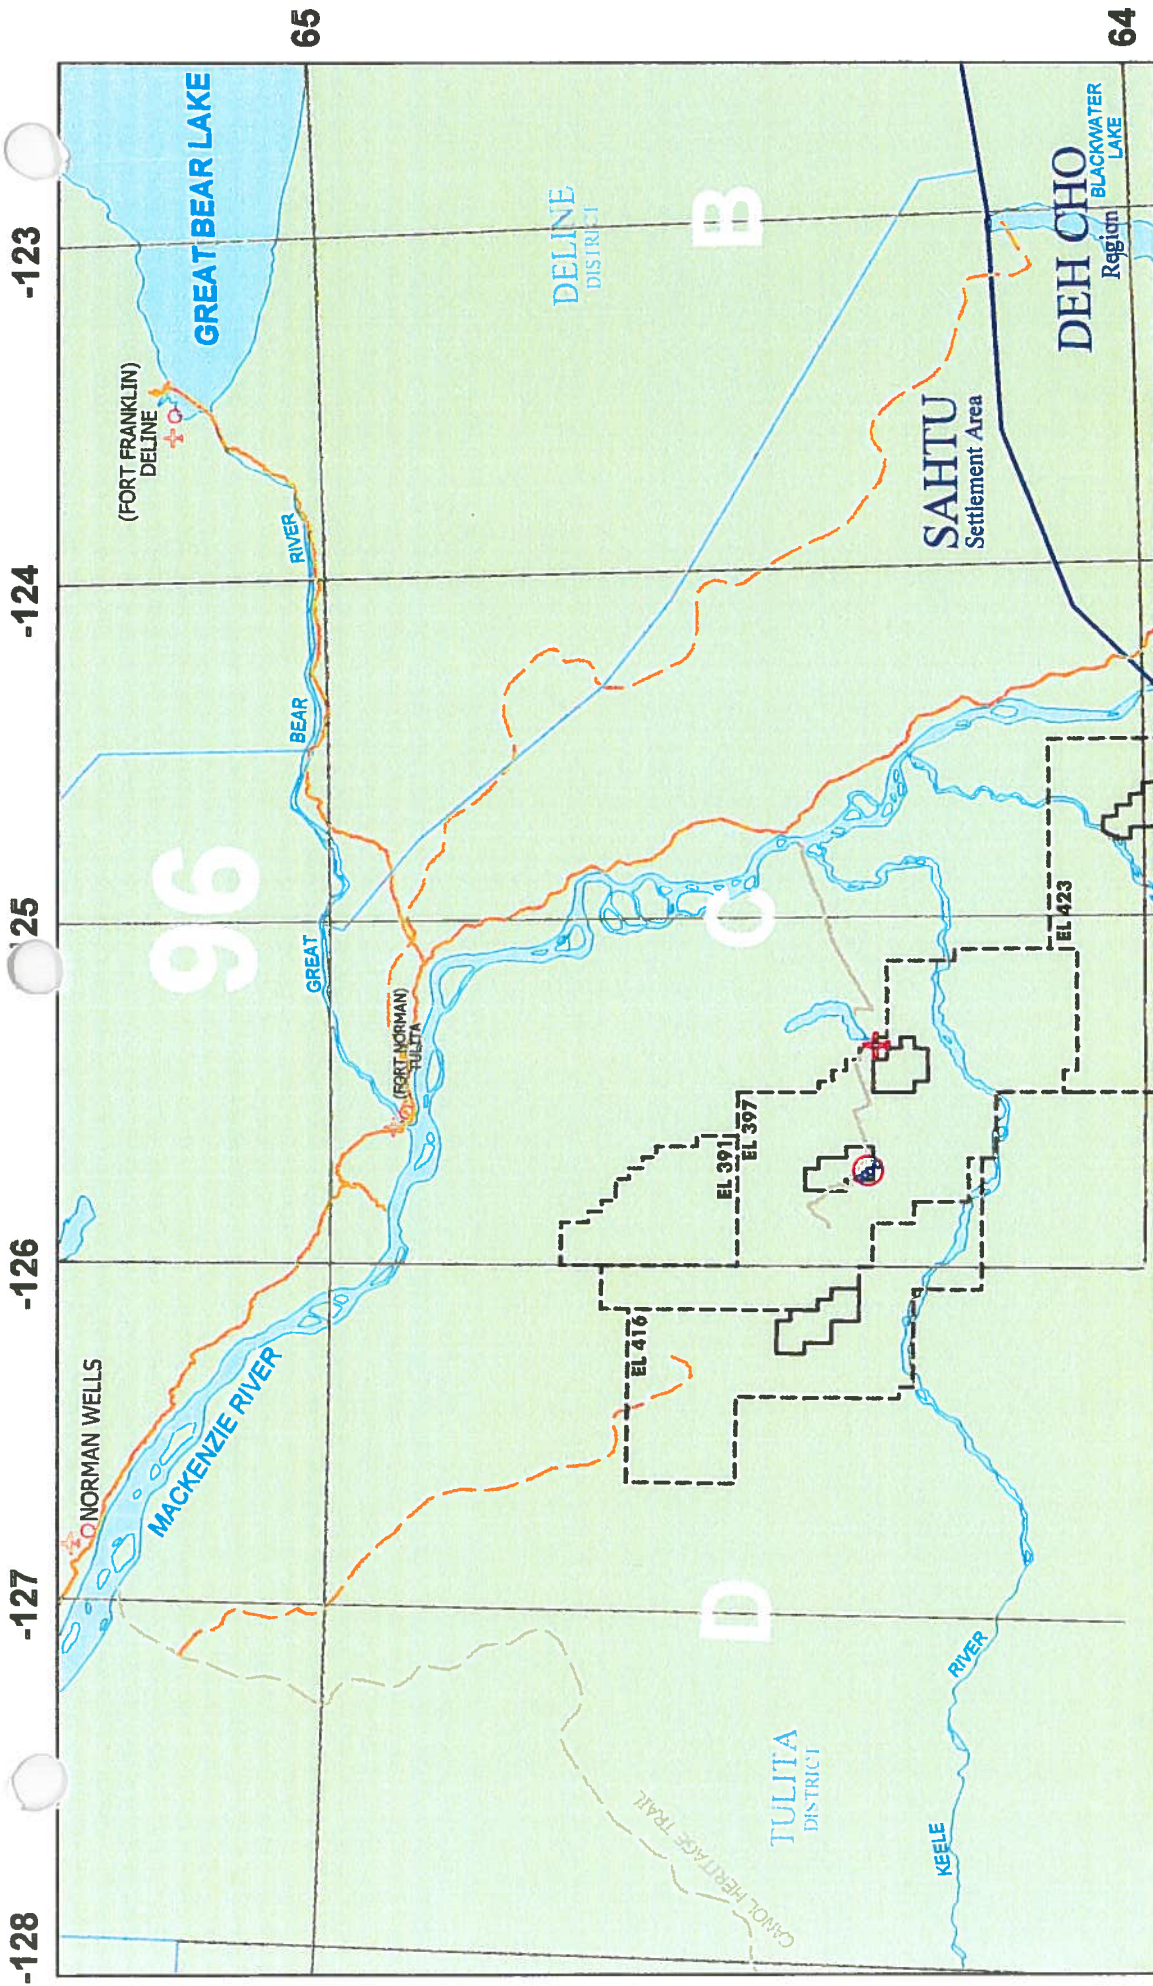 -128
-127
-126
25
-124
-123
65
64
96
B
C
D
GREAT BEAR LAKE
(FORT FRANKLIN)
DELINE
DELINE
DISTRICT
DEH CHO
Region
BLACKWATER
LAKE
SAHTU
Settlement Area
GREAT
BEAR
RIVER
(FORT NORMAN)
TULITA
NORMAN WELLS
MACKENZIE RIVER
EL 423
EL 391
EL 397
EL 416
TULITA
DISTRICT
CANOL HERITAGE TRAIL
KEELE
RIVER